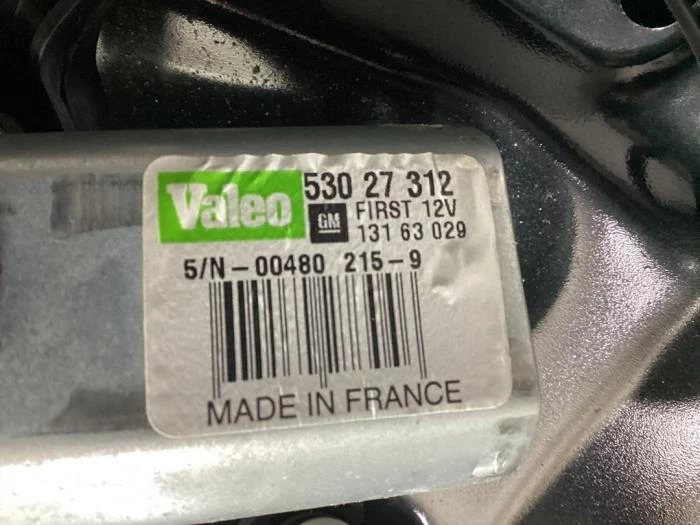 Valeo 530 27 312
GM FIRST 12V
131 63 029
S/N-00480 215-9
MADE IN FRANCE